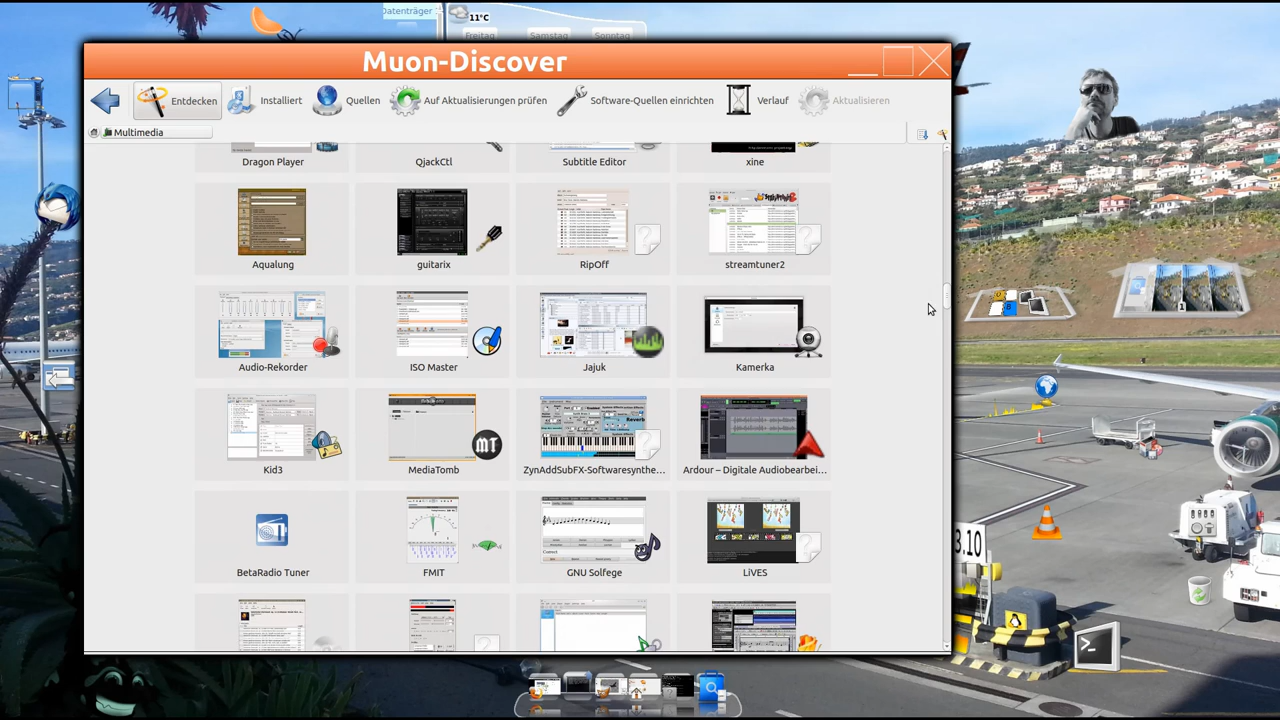 Datenträger
11°C
Freitag Samstag Sonntag
Muon-Discover
Entdecken Installiert Quellen Auf Aktualisierungen prüfen Software-Quellen einrichten Verlauf Aktualisieren
Multimedia
Dragon Player QjackCtl Subtitle Editor xine
Aqualung guitarix RipOff streamtuner2
Audio-Rekorder ISO Master Jajuk Kamerka
Kid3 MediaTomb ZynAddSubFX-Softwaresynthe... Ardour – Digitale Audiobearbei...
BetaRadio Tuner FMIT GNU Solfege LiVES
3.10
1